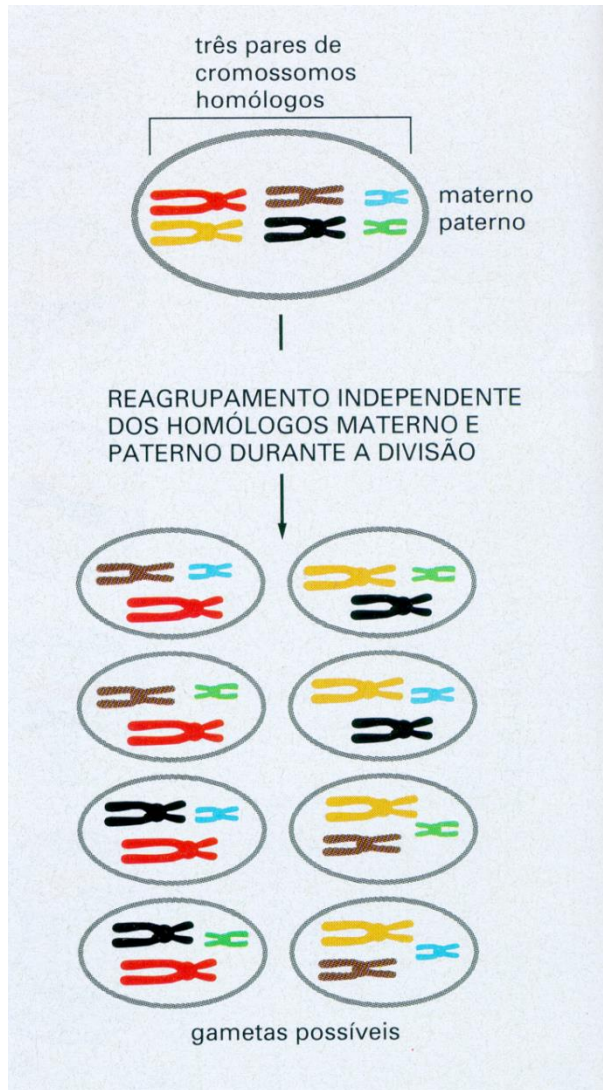 três pares de
cromossomos
homólogos
materno
paterno
REAGRUPAMENTO INDEPENDENTE
DOS HOMÓLOGOS MATERNO E
PATERNO DURANTE A DIVISÃO
gametas possíveis